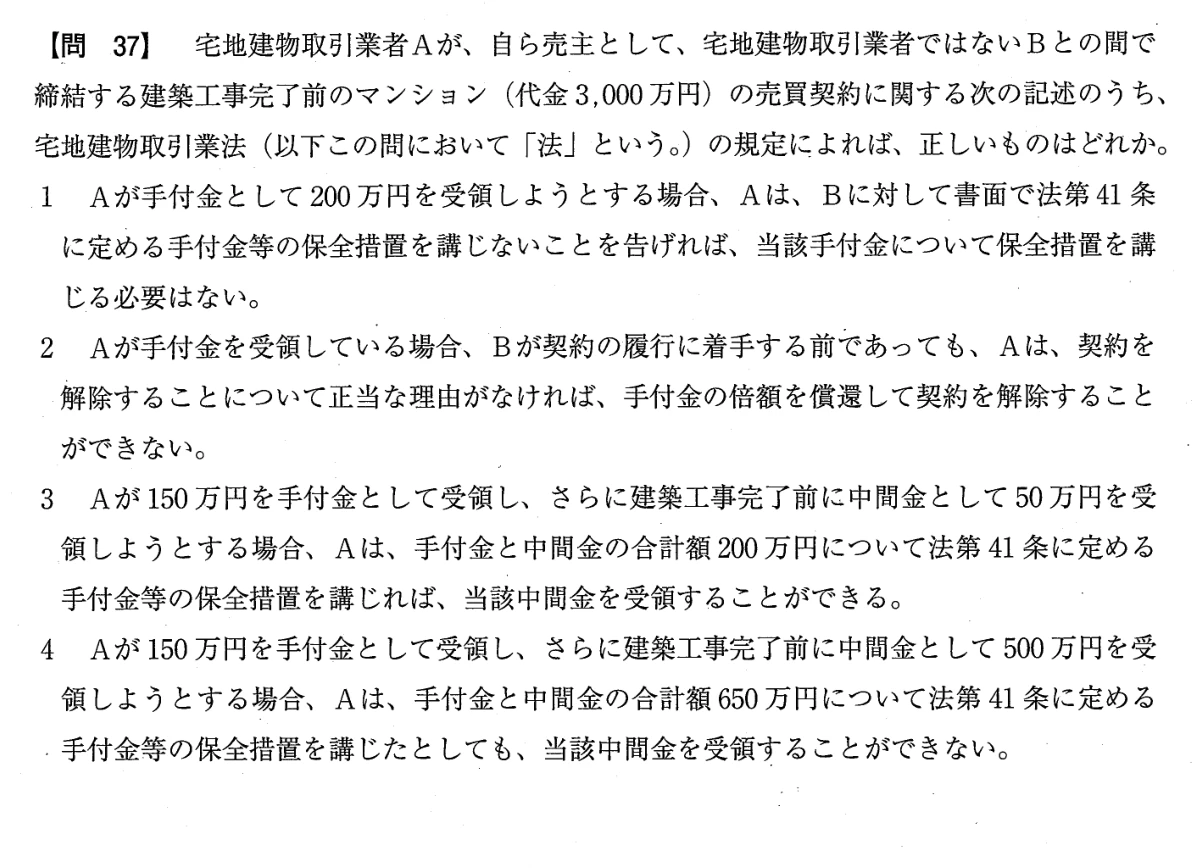 【問　37】　宅地建物取引業者Aが、自ら売主として、宅地建物取引業者ではないBとの間で
締結する建築工事完了前のマンション（代金3,000万円）の売買契約に関する次の記述のうち、
宅地建物取引業法（以下この問において「法」という。）の規定によれば、正しいものはどれか。
1　Aが手付金として200万円を受領しようとする場合、Aは、Bに対して書面で法第41条
に定める手付金等の保全措置を講じないことを告げれば、当該手付金について保全措置を講
じる必要はない。
2　Aが手付金を受領している場合、Bが契約の履行に着手する前であっても、Aは、契約を
解除することについて正当な理由がなければ、手付金の倍額を償還して契約を解除すること
ができない。
3　Aが150万円を手付金として受領し、さらに建築工事完了前に中間金として50万円を受
領しようとする場合、Aは、手付金と中間金の合計額200万円について法第41条に定める
手付金等の保全措置を講じれば、当該中間金を受領することができる。
4　Aが150万円を手付金として受領し、さらに建築工事完了前に中間金として500万円を受
領しようとする場合、Aは、手付金と中間金の合計額650万円について法第41条に定める
手付金等の保全措置を講じたとしても、当該中間金を受領することができない。